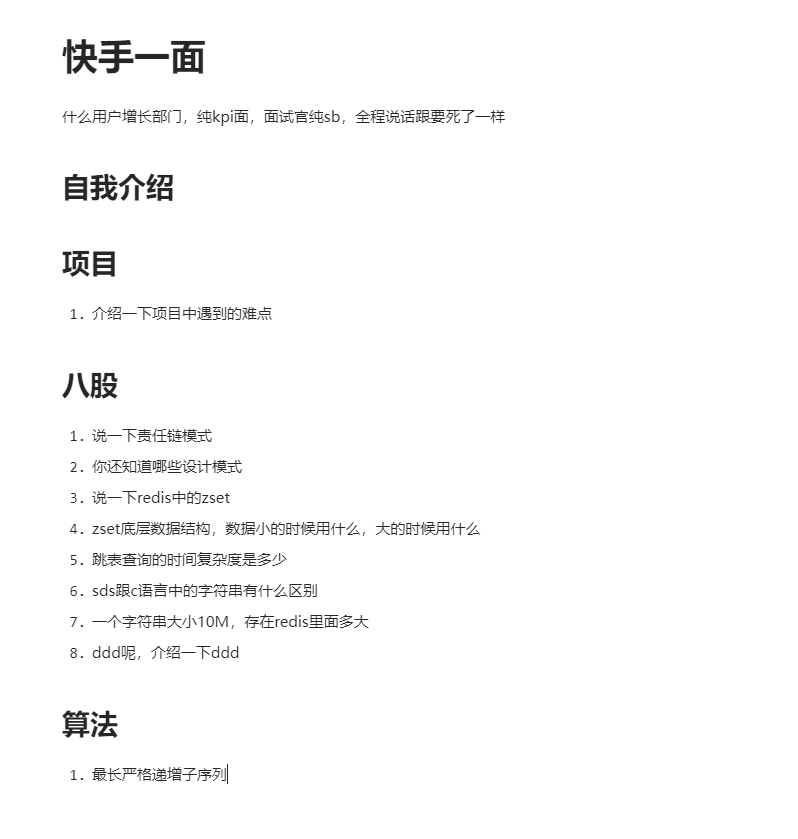 快手一面
什么用户增长部门，纯kpi面，面试官纯sb，全程说话跟要死了一样
自我介绍
项目
1. 介绍一下项目中遇到的难点
八股
1. 说一下责任链模式
2. 你还知道哪些设计模式
3. 说一下redis中的zset
4. zset底层数据结构，数据小的时候用什么，大的时候用什么
5. 跳表查询的时间复杂度是多少
6. sds跟c语言中的字符串有什么区别
7. 一个字符串大小10M，存在redis里面多大
8. ddd呢，介绍一下ddd
算法
1. 最长严格递增子序列